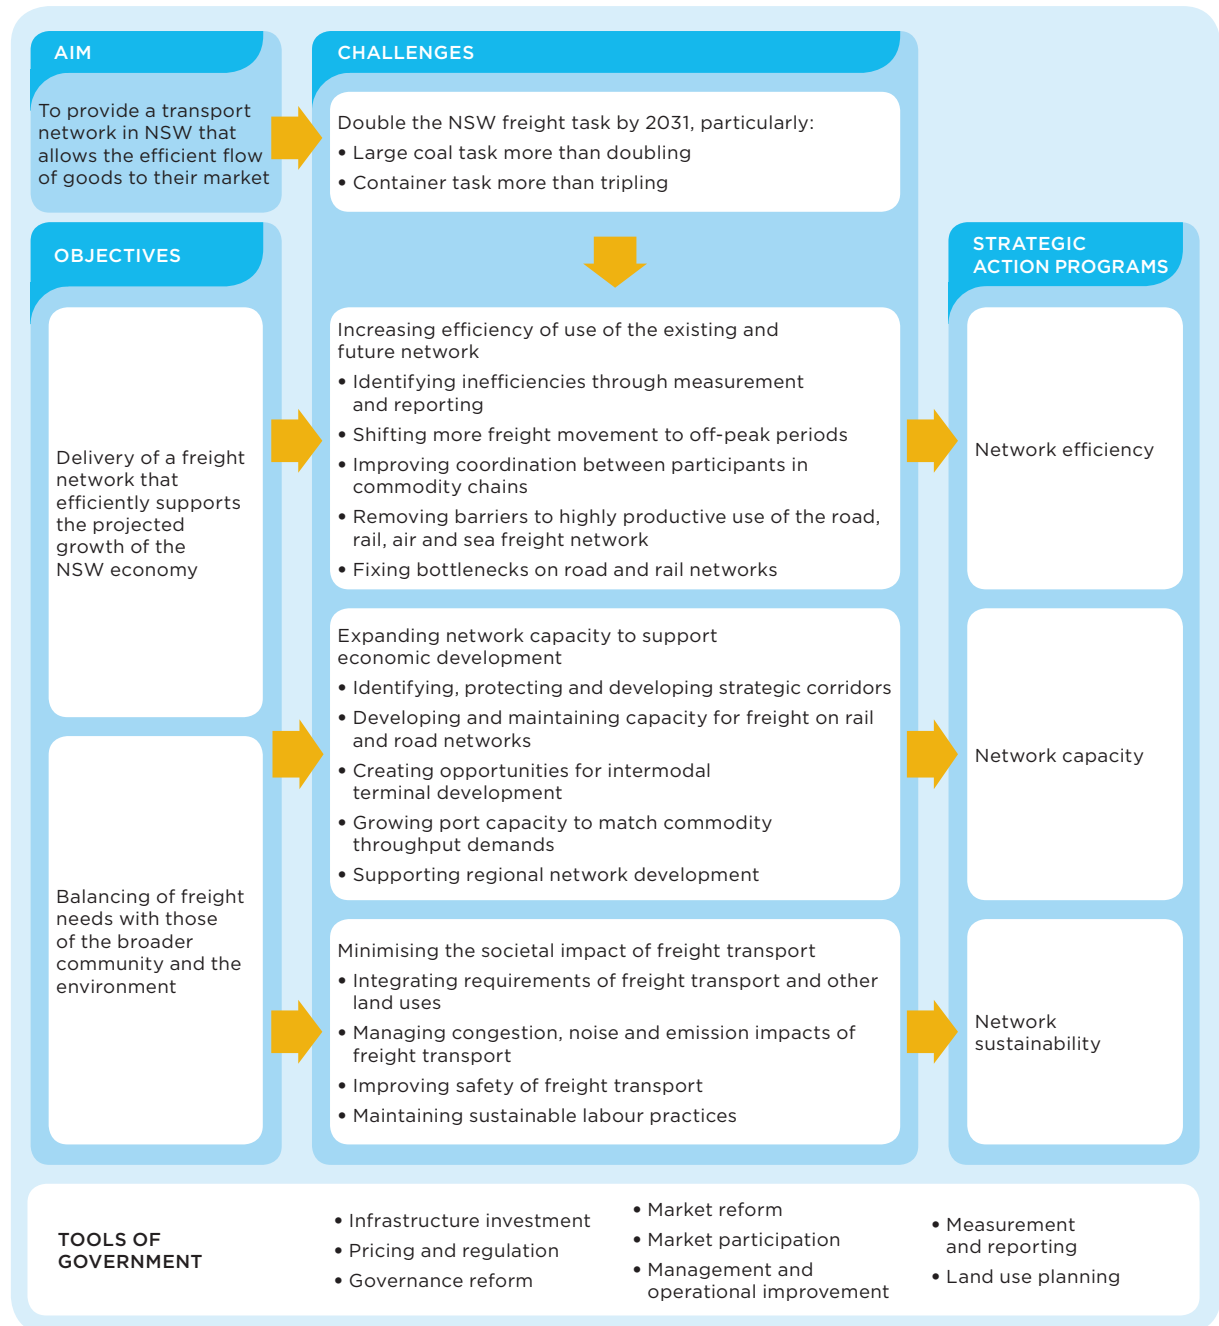 AIM
To provide a transport
network in NSW that
allows the efficient flow
of goods to their market
CHALLENGES
Double the NSW freight task by 2031, particularly:
• Large coal task more than doubling
• Container task more than tripling
OBJECTIVES
Delivery of a freight
network that
efficiently supports
the projected
growth of the
NSW economy
Balancing of freight
needs with those
of the broader
community and the
environment
Increasing efficiency of use of the existing and
future network
• Identifying inefficiencies through measurement
and reporting
• Shifting more freight movement to off-peak periods
• Improving coordination between participants in
commodity chains
• Removing barriers to highly productive use of the road,
rail, air and sea freight network
• Fixing bottlenecks on road and rail networks
Expanding network capacity to support
economic development
• Identifying, protecting and developing strategic corridors
• Developing and maintaining capacity for freight on rail
and road networks
• Creating opportunities for intermodal
terminal development
• Growing port capacity to match commodity
throughput demands
• Supporting regional network development
Minimising the societal impact of freight transport
• Integrating requirements of freight transport and other
land uses
• Managing congestion, noise and emission impacts of
freight transport
• Improving safety of freight transport
• Maintaining sustainable labour practices
STRATEGIC
ACTION PROGRAMS
Network efficiency
Network capacity
Network
sustainability
TOOLS OF
GOVERNMENT
• Infrastructure investment
• Pricing and regulation
• Governance reform
• Market reform
• Market participation
• Management and
operational improvement
• Measurement
and reporting
• Land use planning